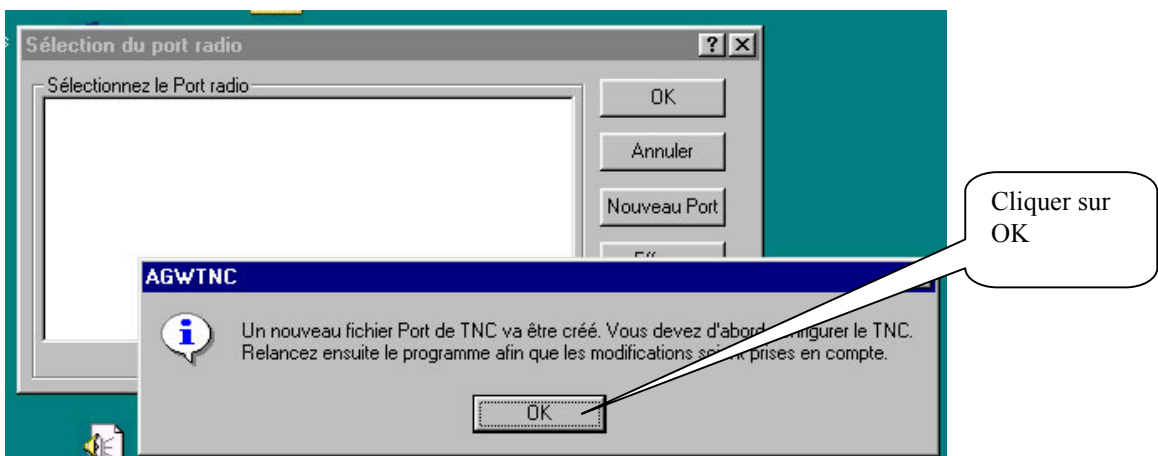 Sélection du port radio
Sélectionnez le Port radio
OK
Annuler
Nouveau Port
AGWTNC
Un nouveau fichier Port de TNC va être créé. Vous devez d'abord configurer le TNC.
Relancez ensuite le programme afin que les modifications soient prises en compte.
OK
Cliquer sur
OK